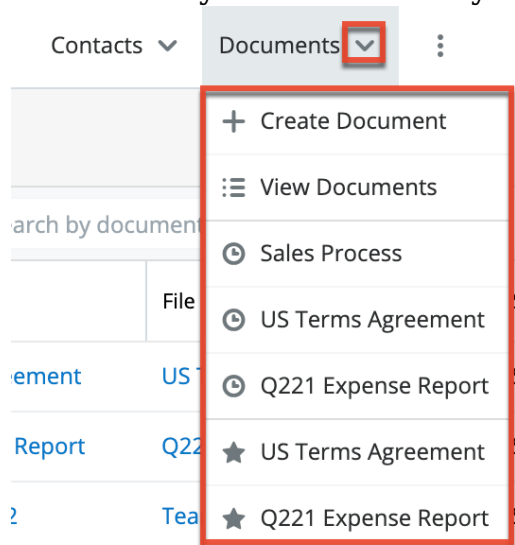 Contacts
Documents
Create Document
View Documents
arch by document
Sales Process
File
US Terms Agreement
ement
US
Q221 Expense Report
Report
Q22
US Terms Agreement
2
Tea
Q221 Expense Report